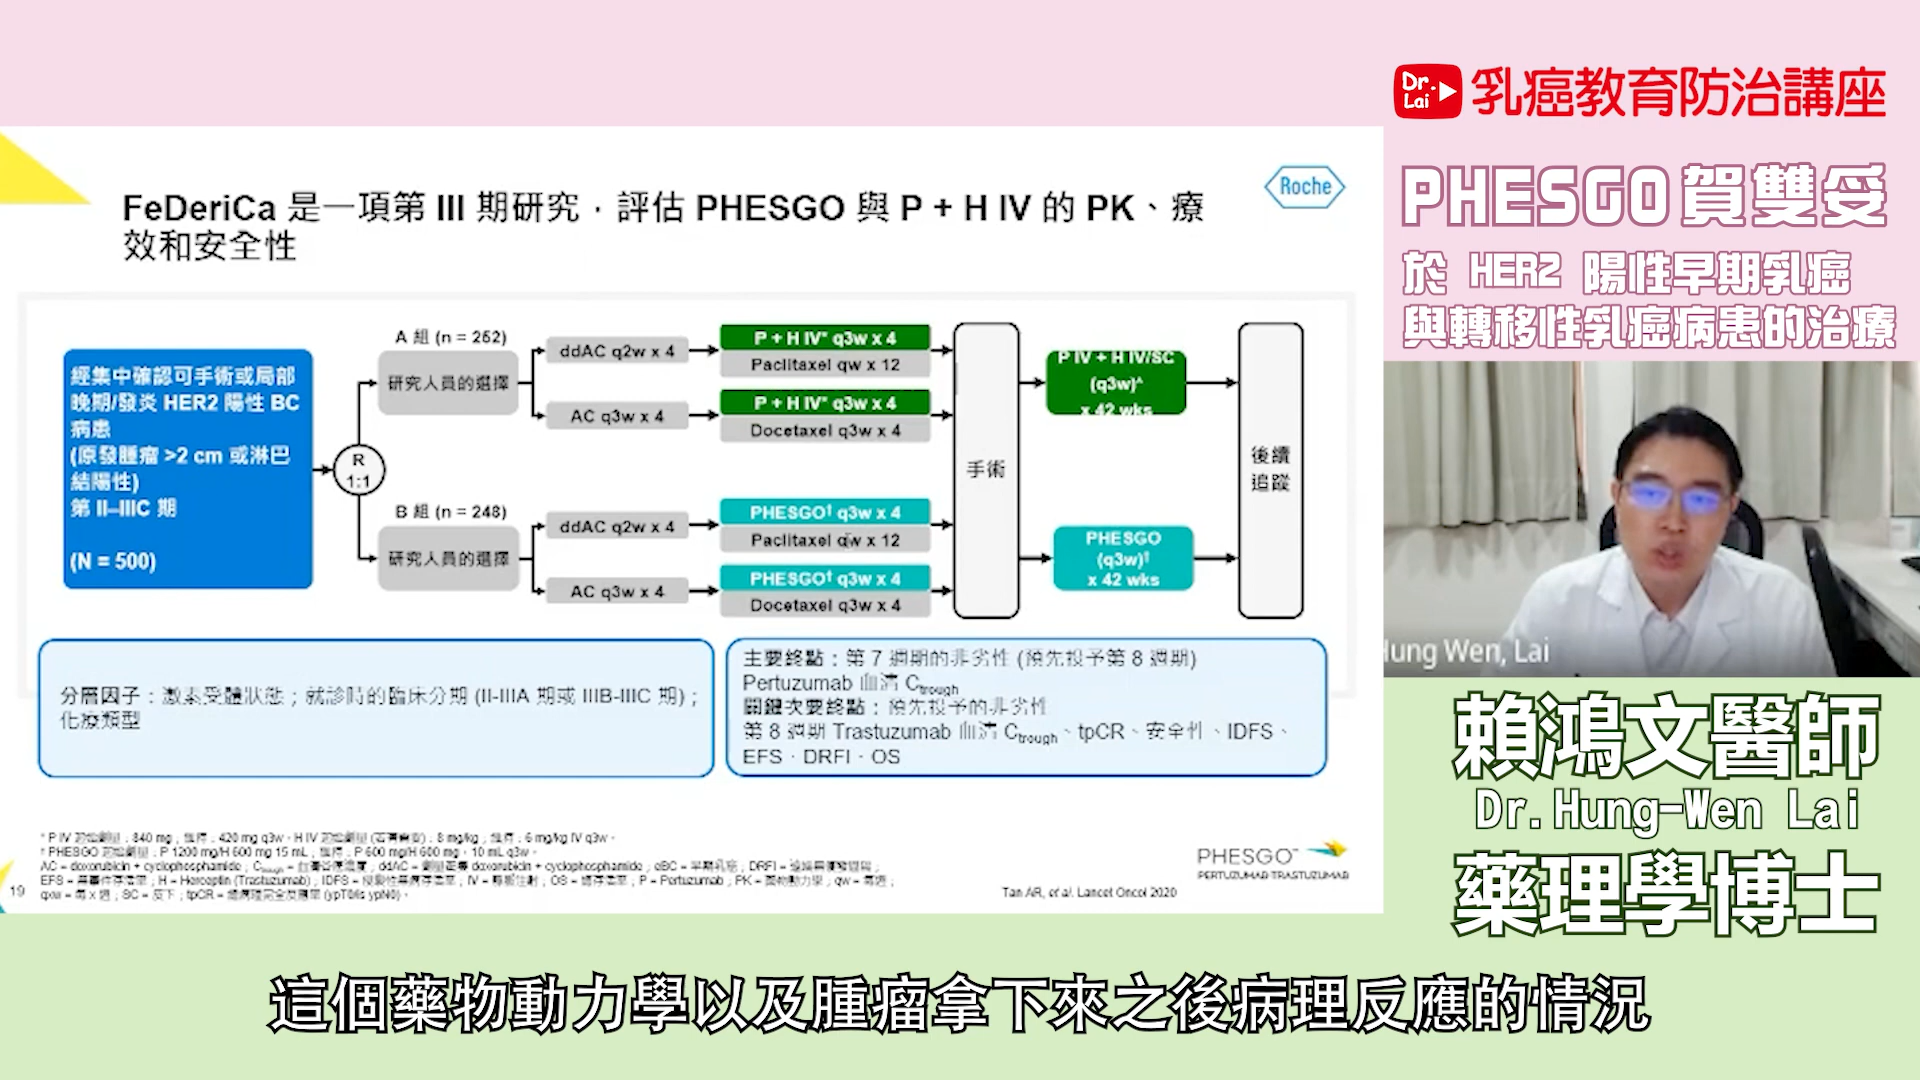 Dr. Lai 乳癌教育防治講座
PHESGO 賀雙妥
於 HER2 陽性早期乳癌
與轉移性乳癌病患的治療
Roche
FeDeriCa 是一項第 III 期研究，評估 PHESGO 與 P + H IV 的 PK、療
效和安全性
經集中確認可手術或局部
晚期/發炎 HER2 陽性 BC
病患
(原發腫瘤 >2 cm 或淋巴
結陽性)
第 II–IIIC 期
(N = 500)
R
1:1
A 組 (n = 252)
研究人員的選擇
ddAC q2w x 4
AC q3w x 4
P + H IV* q3w x 4
Paclitaxel qw x 12
P + H IV* q3w x 4
Docetaxel q3w x 4
B 組 (n = 248)
研究人員的選擇
ddAC q2w x 4
AC q3w x 4
PHESGO† q3w x 4
Paclitaxel qw x 12
PHESGO† q3w x 4
Docetaxel q3w x 4
手術
P IV + H IV/SC
(q3w)^
x 42 wks
PHESGO
(q3w)†
x 42 wks
後續
追蹤
分層因子：激素受體狀態；就診時的臨床分期 (II-IIIA 期或 IIIB-IIIC 期)；
化療類型
主要終點：第 7 週期的非劣性 (預先投予第 8 週期)
Pertuzumab 血清 Ctrough
關鍵次要終點：預先投予的非劣性
第 8 週期 Trastuzumab 血清 Ctrough、tpCR、安全性、IDFS、
EFS、DRFI、OS
19
Tan AR, et al. Lancet Oncol 2020
PHESGO™
PERTUZUMAB-TRASTUZUMAB
Hung Wen, Lai
賴鴻文醫師
Dr.Hung-Wen Lai
藥理學博士
這個藥物動力學以及腫瘤拿下來之後病理反應的情況